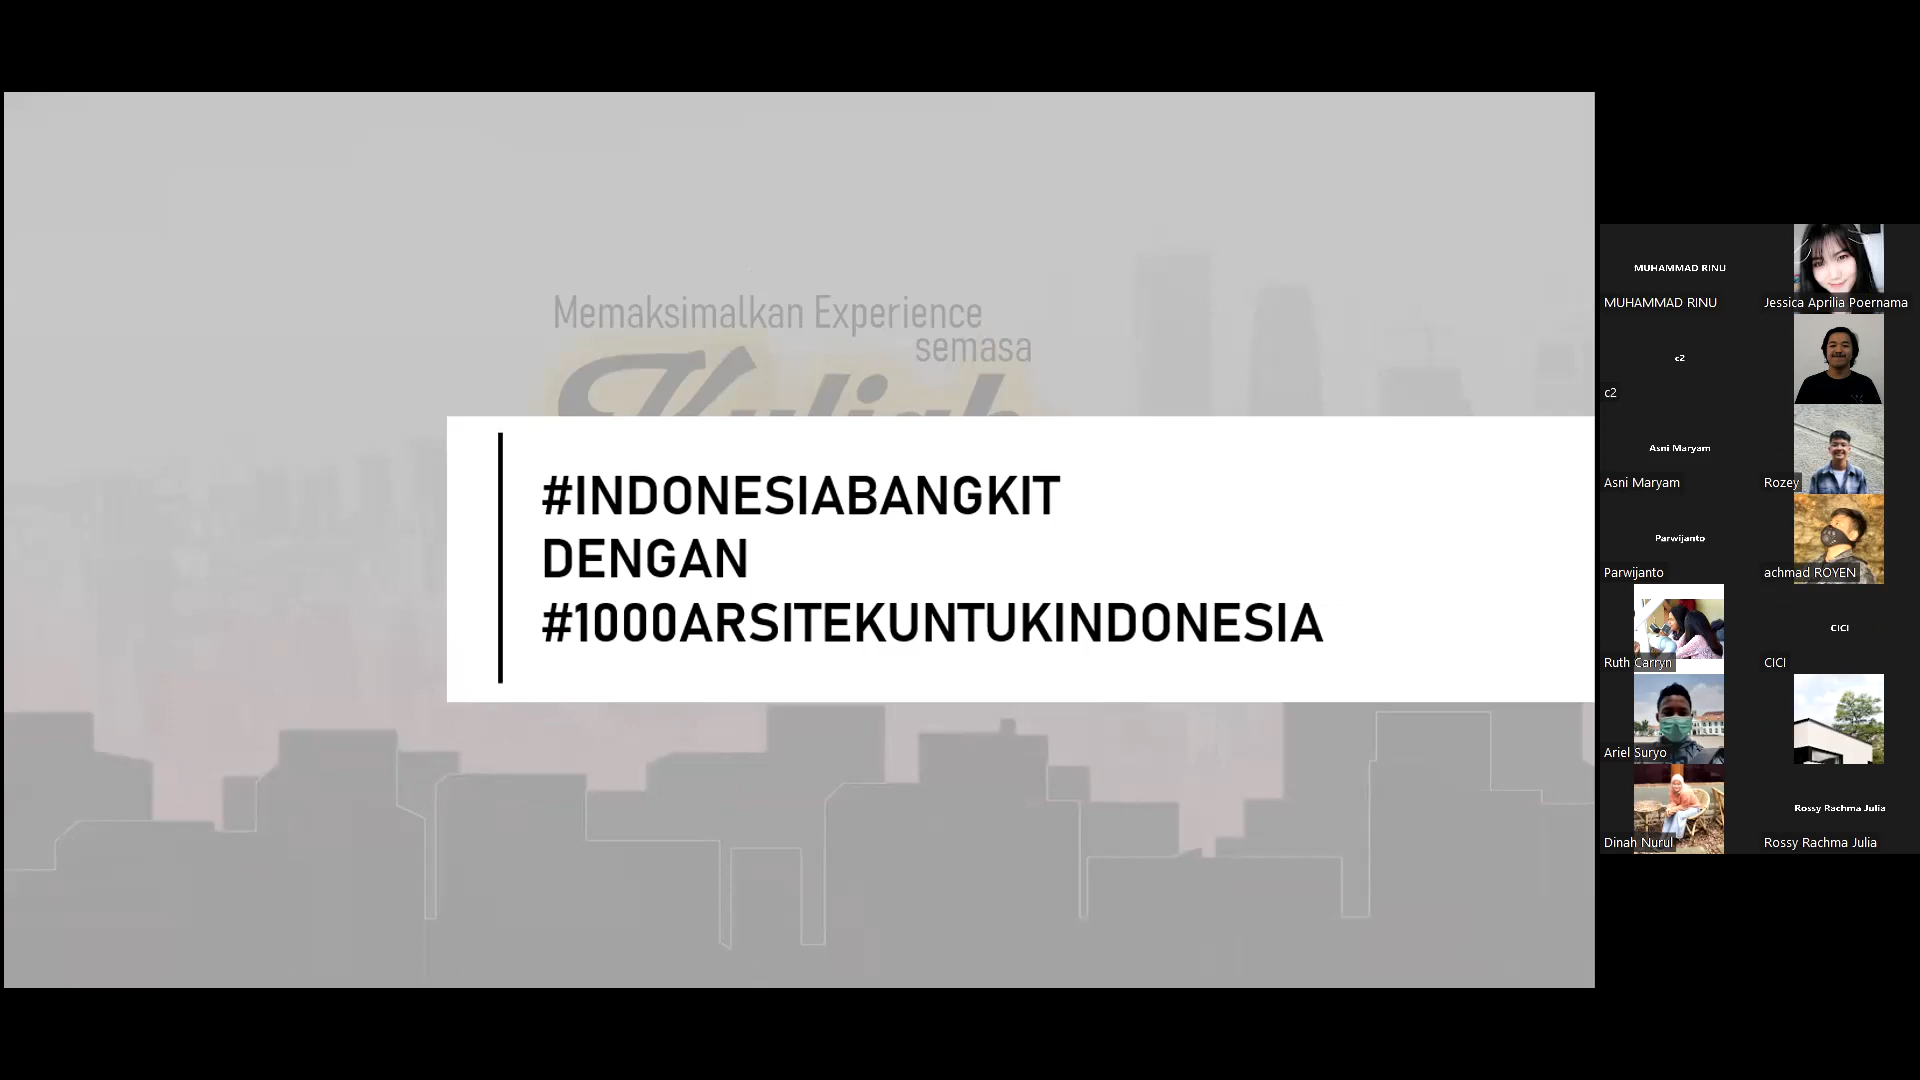 Memaksimalkan Experience
semasa
Kuliah
#INDONESIABANGKIT
DENGAN
#1000ARSITEKUNTUKINDONESIA
MUHAMMAD RINU
MUHAMMAD RINU
Jessica Aprilia Poernama
c2
c2
Asni Maryam
Asni Maryam
Rozey
Parwijanto
Parwijanto
achmad ROYEN
Ruth Carryn
CICI
CICI
Ariel Suryo
Dinah Nurul
Rossy Rachma Julia
Rossy Rachma Julia